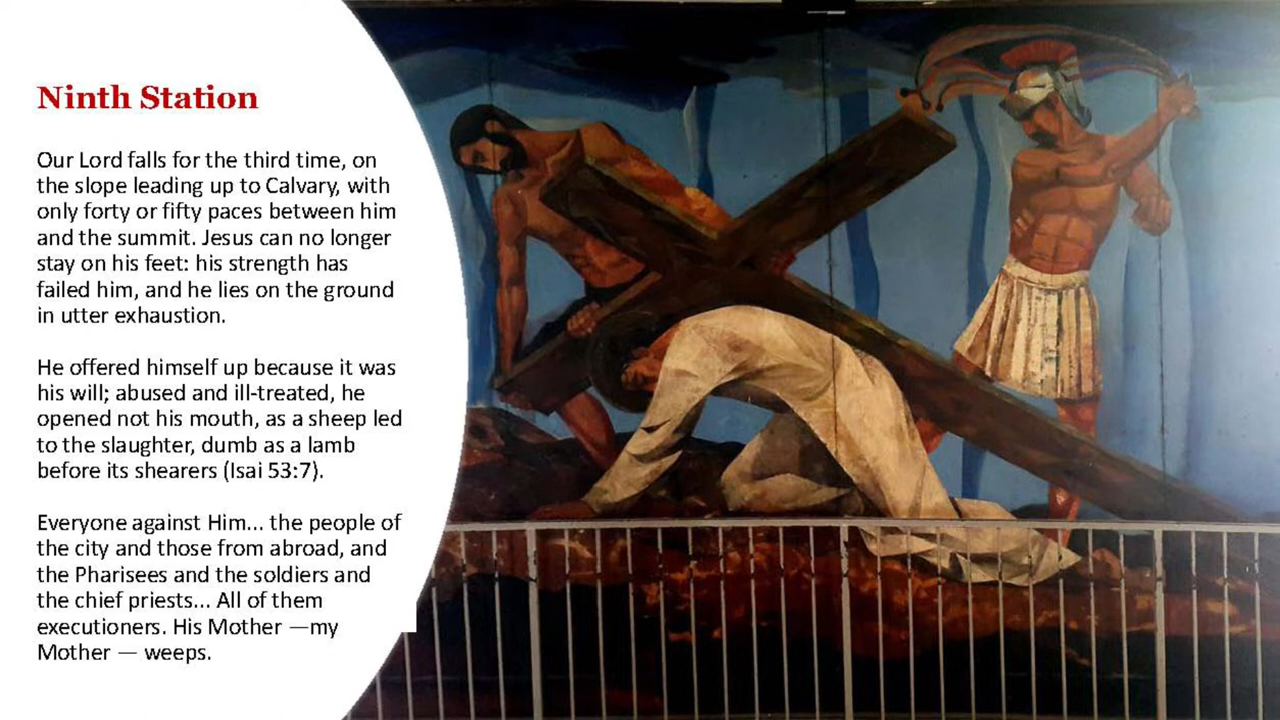 Ninth Station
Our Lord falls for the third time, on
the slope leading up to Calvary, with
only forty or fifty paces between him
and the summit. Jesus can no longer
stay on his feet: his strength has
failed him, and he lies on the ground
in utter exhaustion.
He offered himself up because it was
his will; abused and ill-treated, he
opened not his mouth, as a sheep led
to the slaughter, dumb as a lamb
before its shearers (Isai 53:7).
Everyone against Him... the people of
the city and those from abroad, and
the Pharisees and the soldiers and
the chief priests... All of them
executioners. His Mother —my
Mother — weeps.